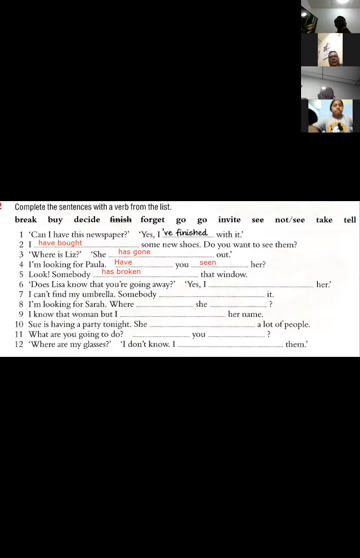 2 Complete the sentences with a verb from the list.
break buy decide finish forget go go invite see not/see take tell
1 'Can I have this newspaper?' 'Yes, I 've finished with it.'
2 I have bought some new shoes. Do you want to see them?
3 'Where is Liz?' 'She has gone out.'
4 I'm looking for Paula. Have you seen her?
5 Look! Somebody has broken that window.
6 'Does Lisa know that you're going away?' 'Yes, I her.'
7 I can't find my umbrella. Somebody it.
8 I'm looking for Sarah. Where she ?
9 I know that woman but I her name.
10 Sue is having a party tonight. She a lot of people.
11 What are you going to do? you ?
12 'Where are my glasses?' 'I don't know. I them.'